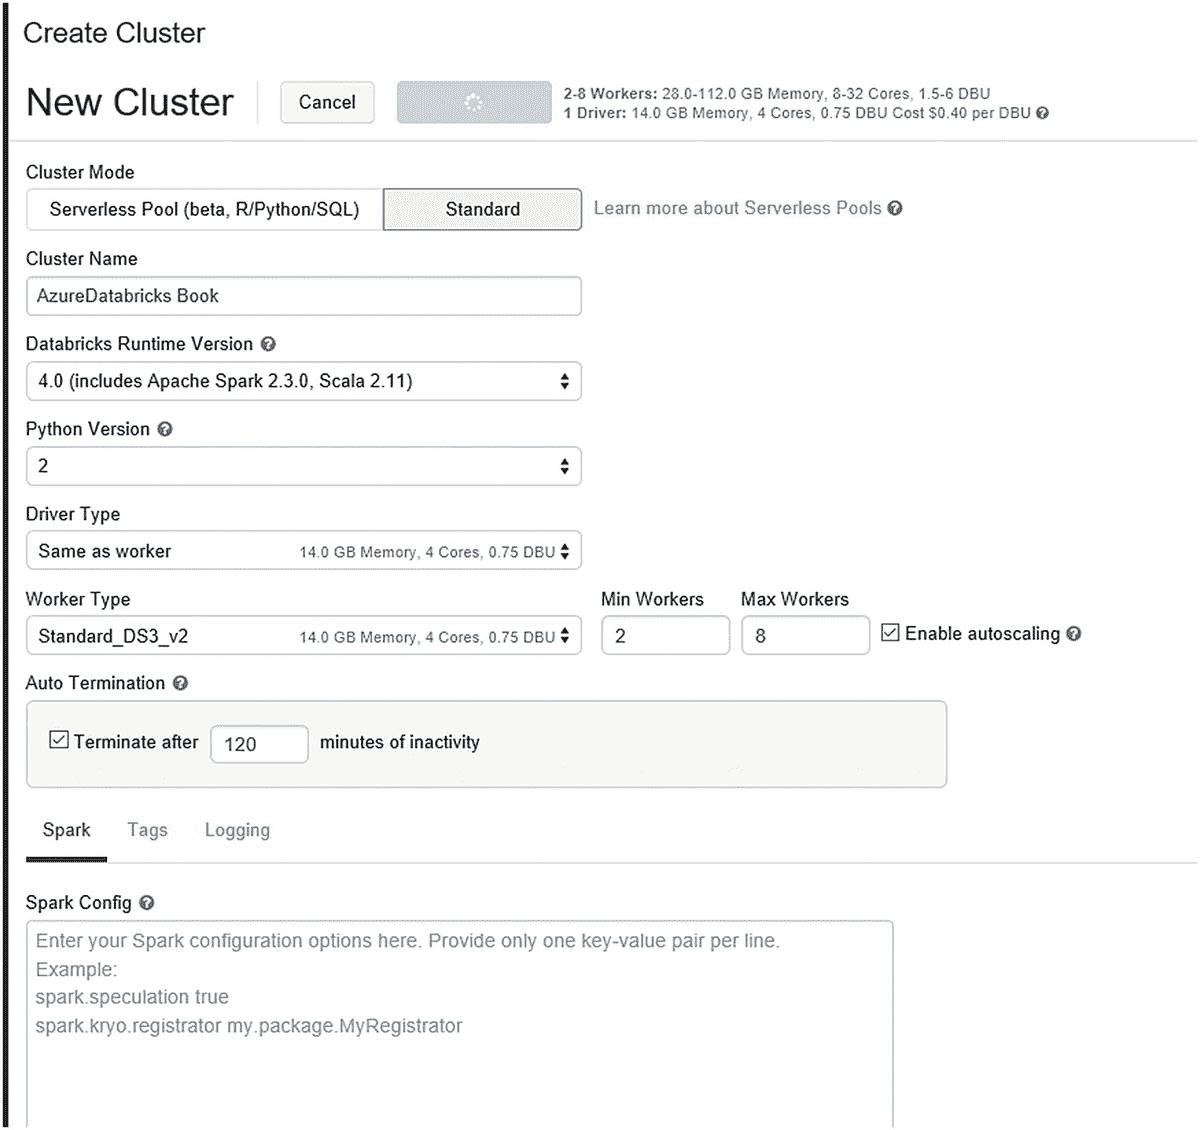 Create Cluster
New Cluster
Cancel
2-8 Workers: 28.0-112.0 GB Memory, 8-32 Cores, 1.5-6 DBU
1 Driver: 14.0 GB Memory, 4 Cores, 0.75 DBU Cost $0.40 per DBU ?
Cluster Mode
Serverless Pool (beta, R/Python/SQL) Standard Learn more about Serverless Pools ?
Cluster Name
AzureDatabricks Book
Databricks Runtime Version ?
4.0 (includes Apache Spark 2.3.0, Scala 2.11)
Python Version ?
2
Driver Type
Same as worker 14.0 GB Memory, 4 Cores, 0.75 DBU
Worker Type Min Workers Max Workers
Standard_DS3_v2 14.0 GB Memory, 4 Cores, 0.75 DBU 2 8 Enable autoscaling ?
Auto Termination ?
Terminate after 120 minutes of inactivity
Spark Tags Logging
Spark Config ?
Enter your Spark configuration options here. Provide only one key-value pair per line.
Example:
spark.speculation true
spark.kryo.registrator my.package.MyRegistrator